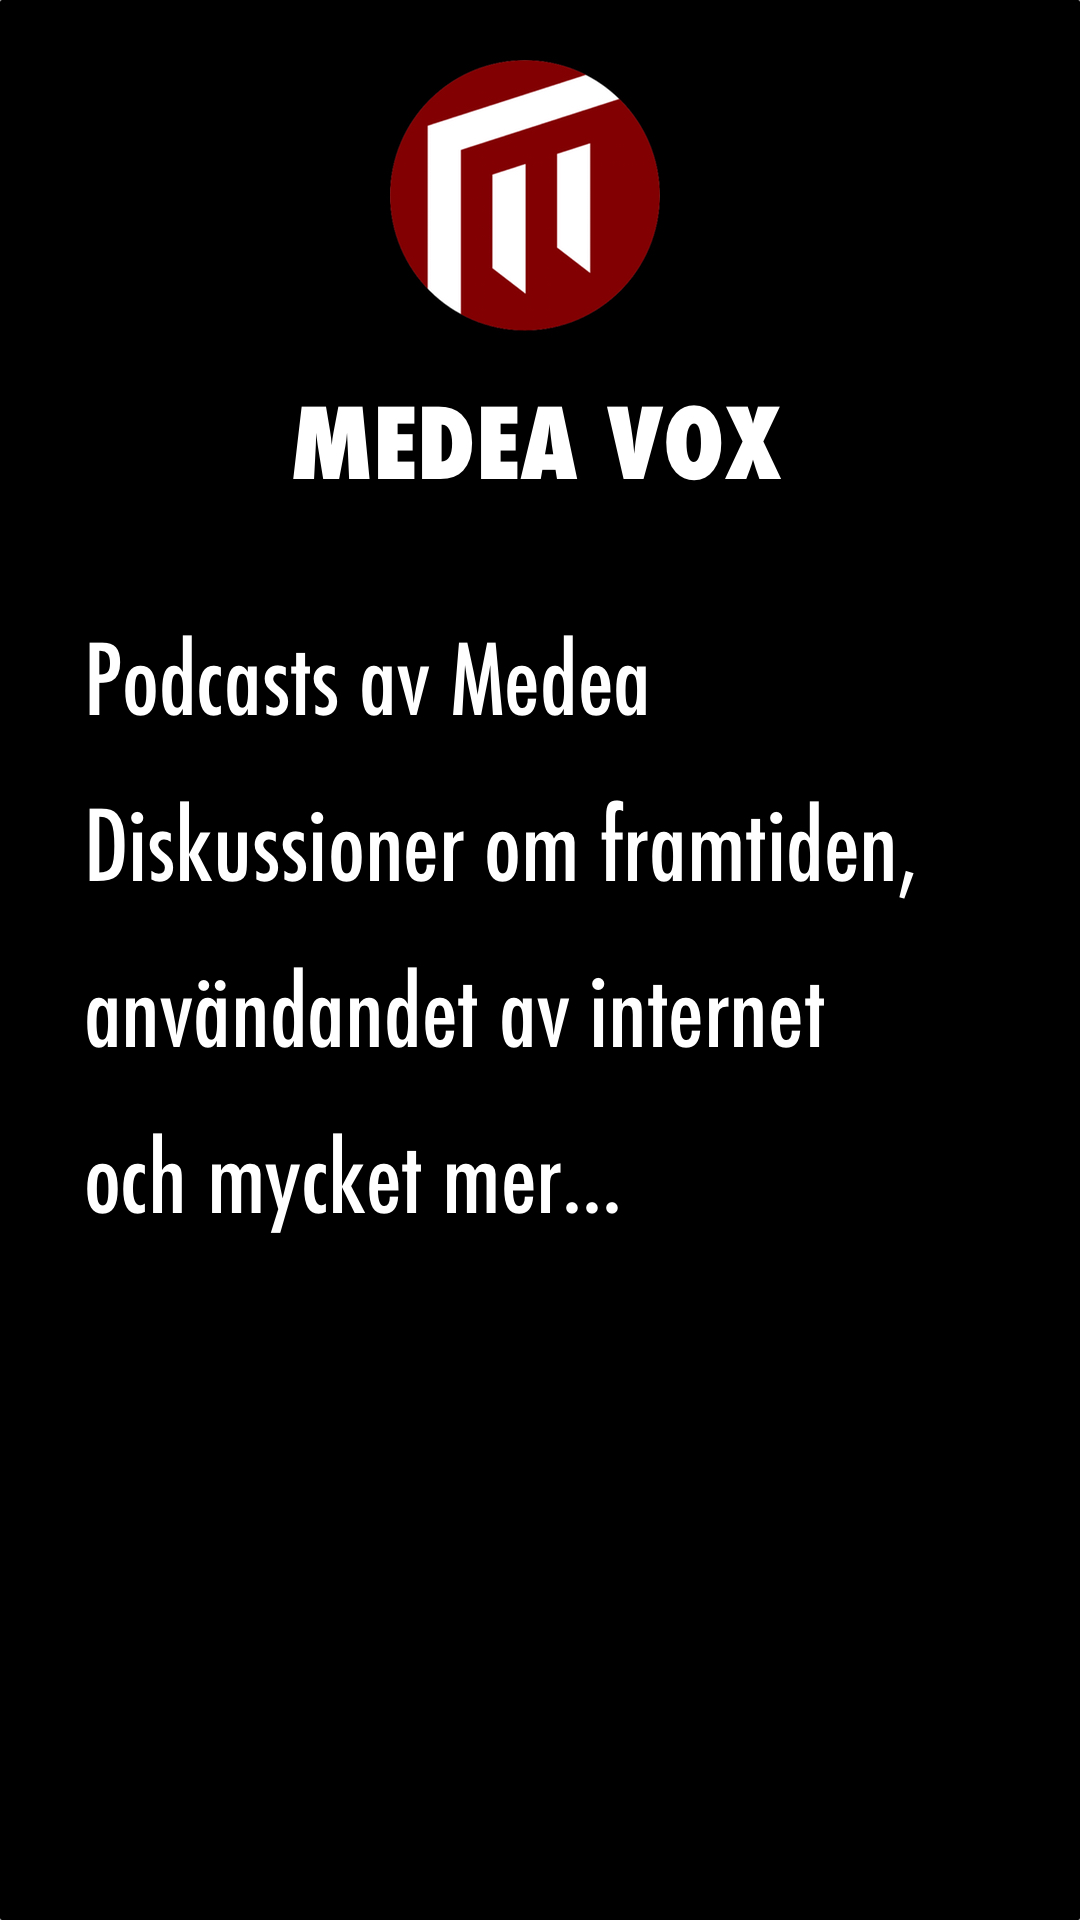 MEDEA VOX
Podcasts av Medea
Diskussioner om framtiden,
användandet av internet
och mycket mer...